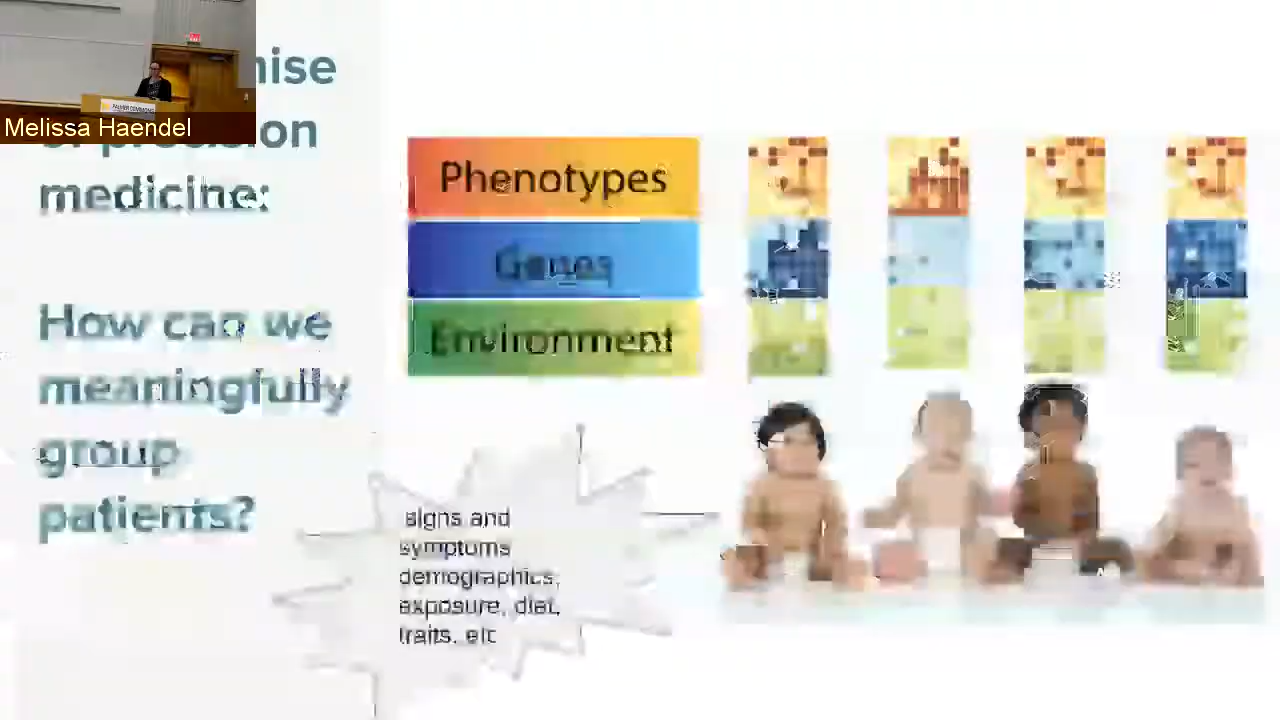 Melissa Haendel
medicine:
How can we
meaningfully
group
patients?
Phenotypes
Genes
Environment
signs and
symptoms
demographics,
exposure, diet,
traits, etc